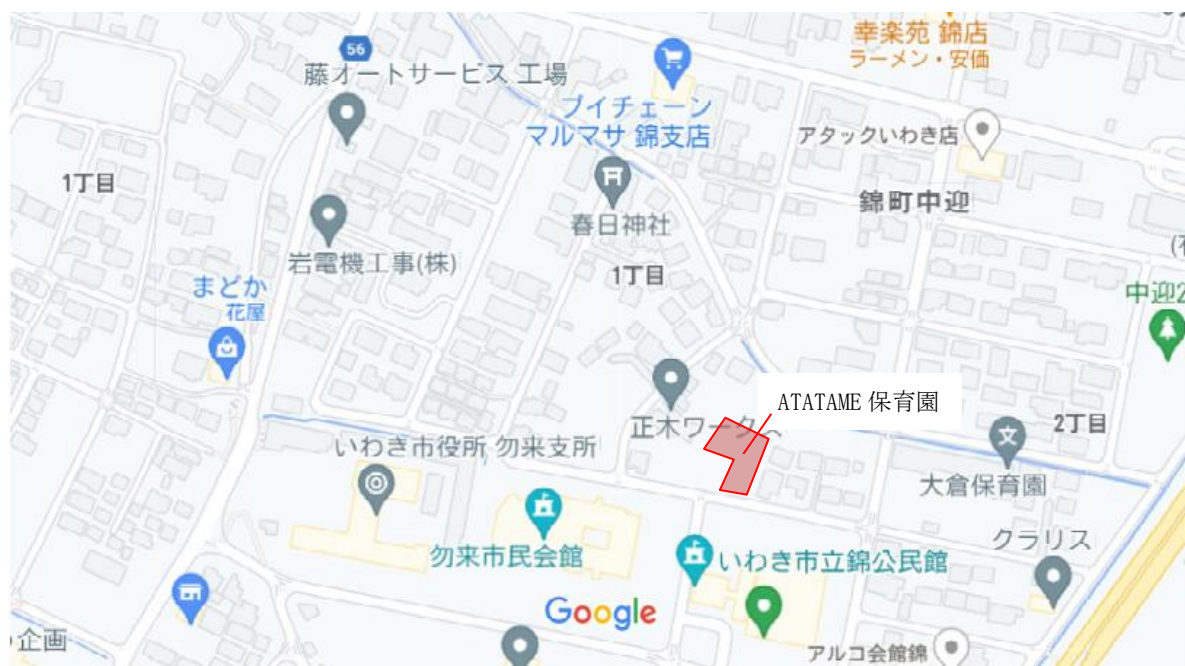 幸楽苑 錦店
ラーメン・安価
56
藤オートサービス 工場
ブイチェーン
マルマサ 錦支店
アタックいわき店
1丁目
春日神社
錦町中迎
岩電機工事(株)
1丁目
まどか
花屋
中迎2
ATATAME 保育園
正木ワークス
2丁目
いわき市役所 勿来支所
文
大倉保育園
クラリス
勿来市民会館
いわき市立錦公民館
Google
企画
アルコ会館錦